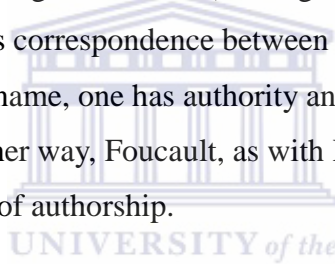 s correspondence between
name, one has authority an
her way, Foucault, as with
of authorship.
UNIVERSITY of the